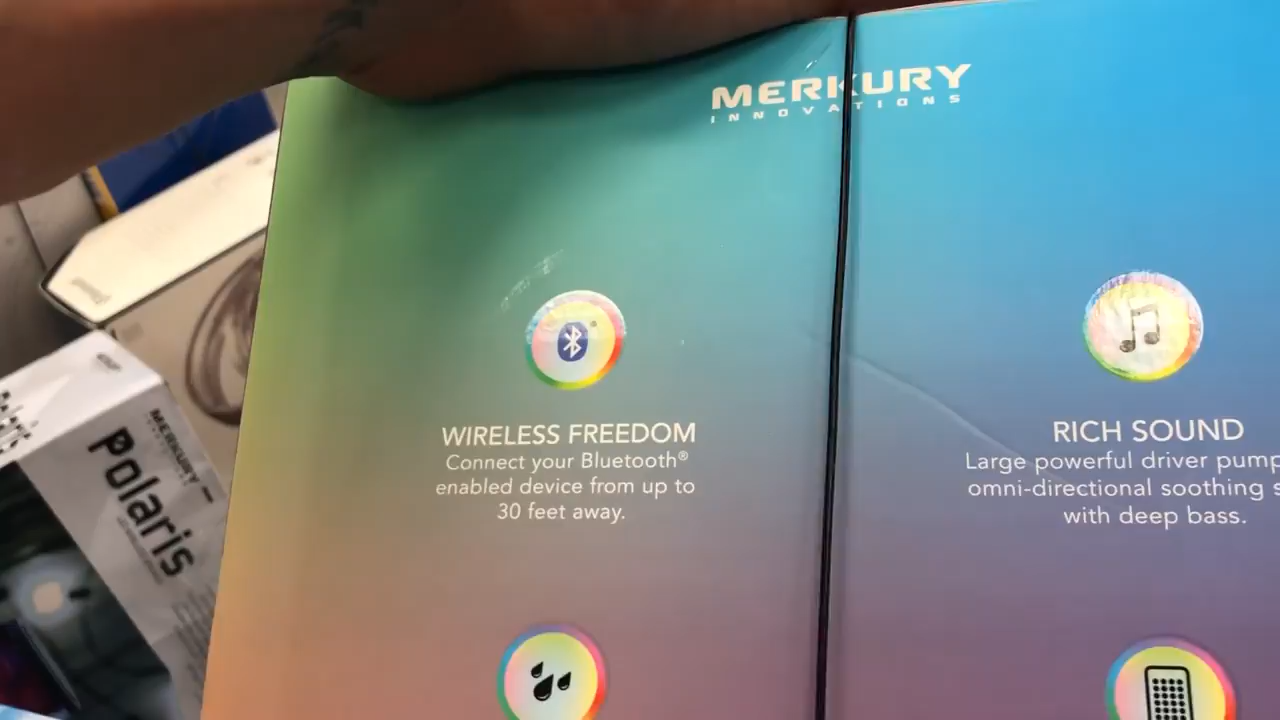 MERKURY
INNOVATIONS
WIRELESS FREEDOM
Connect your Bluetooth®
enabled device from up to
30 feet away.
RICH SOUND
Large powerful driver pump
omni-directional soothing s
with deep bass.
MERKURY
Polaris